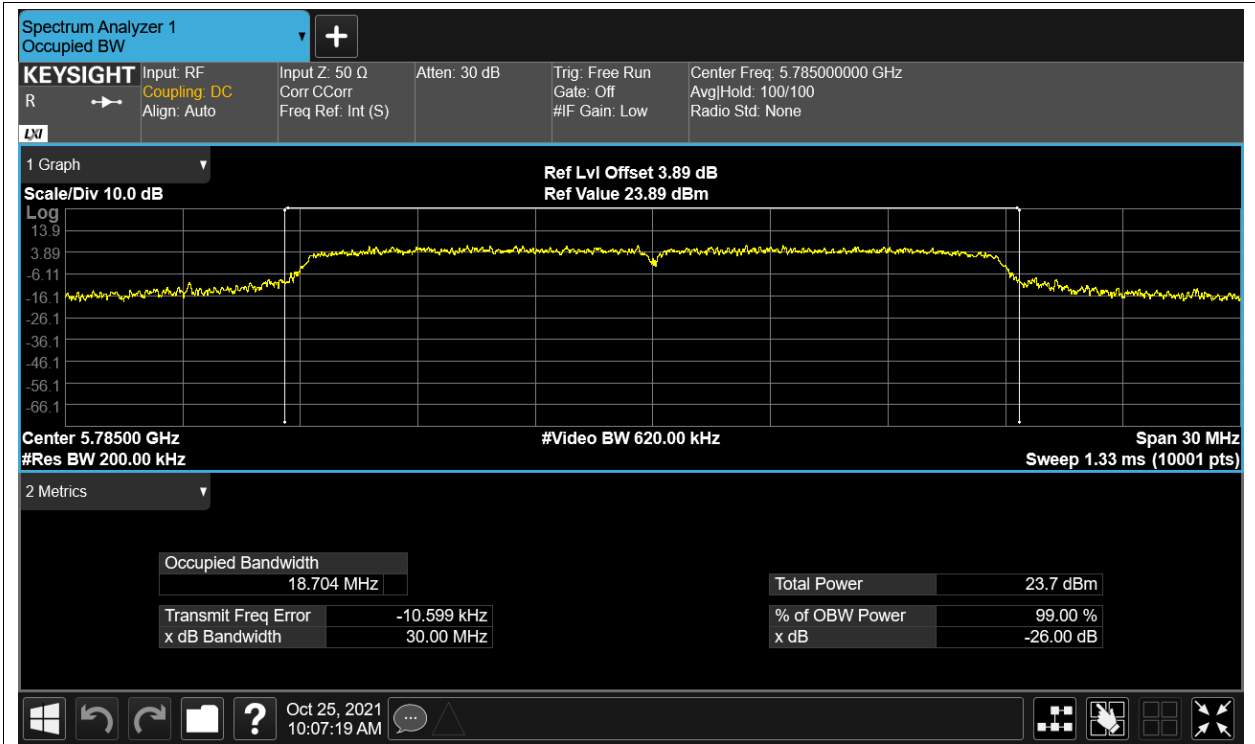 Spectrum Analyzer 1
Occupied BW
KEYSIGHT
R
LXI
Input: RF
Coupling: DC
Align: Auto
Input Z: 50 Ω
Corr CCorr
Freq Ref: Int (S)
Atten: 30 dB
Trig: Free Run
Gate: Off
#IF Gain: Low
Center Freq: 5.785000000 GHz
Avg|Hold: 100/100
Radio Std: None
1 Graph
Scale/Div 10.0 dB
Ref Lvl Offset 3.89 dB
Ref Value 23.89 dBm
Log
13.9
3.89
-6.11
-16.1
-26.1
-36.1
-46.1
-56.1
-66.1
Center 5.78500 GHz
#Video BW 620.00 kHz
Span 30 MHz
#Res BW 200.00 kHz
Sweep 1.33 ms (10001 pts)
2 Metrics
Occupied Bandwidth
18.704 MHz
Total Power 23.7 dBm
Transmit Freq Error -10.599 kHz
% of OBW Power 99.00 %
x dB Bandwidth 30.00 MHz
x dB -26.00 dB
?
Oct 25, 2021
10:07:19 AM